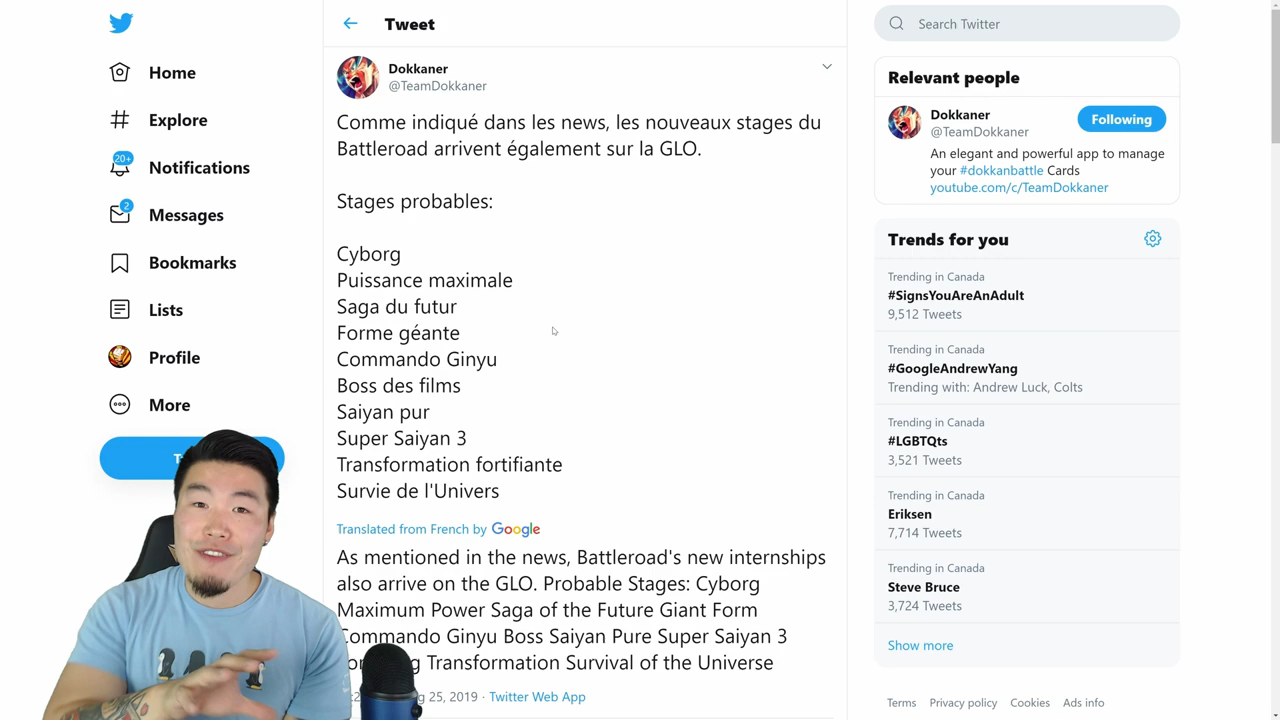 Home
Explore
20+
Notifications
2
Messages
Bookmarks
Lists
Profile
More
Tweet
Dokkaner
@TeamDokkaner
Comme indiqué dans les news, les nouveaux stages du
Battleroad arrivent également sur la GLO.
Stages probables:
Cyborg
Puissance maximale
Saga du futur
Forme géante
Commando Ginyu
Boss des films
Saiyan pur
Super Saiyan 3
Transformation fortifiante
Survie de l'Univers
Translated from French by Google
As mentioned in the news, Battleroad's new internships
also arrive on the GLO. Probable Stages: Cyborg
Maximum Power Saga of the Future Giant Form
Commando Ginyu Boss Saiyan Pure Super Saiyan 3
Transformation Survival of the Universe
25, 2019 · Twitter Web App
Search Twitter
Relevant people
Dokkaner
@TeamDokkaner
Following
An elegant and powerful app to manage
your #dokkanbattle Cards
youtube.com/c/TeamDokkaner
Trends for you
Trending in Canada
#SignsYouAreAnAdult
9,512 Tweets
Trending in Canada
#GoogleAndrewYang
Trending with: Andrew Luck, Colts
Trending in Canada
#LGBTQts
3,521 Tweets
Trending in Canada
Eriksen
7,714 Tweets
Trending in Canada
Steve Bruce
3,724 Tweets
Show more
Terms Privacy policy Cookies Ads info